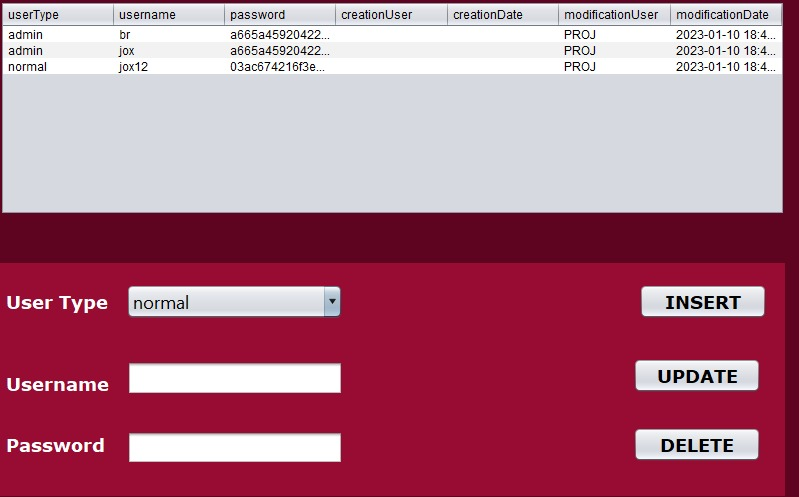 userType username password creationUser creationDate modificationUser modificationDate
admin br a665a45920422... PROJ 2023-01-10 18:4...
admin jox a665a45920422... PROJ 2023-01-10 18:4...
normal jox12 03ac674216f3e... PROJ 2023-01-10 18:4...
User Type normal INSERT
Username UPDATE
Password DELETE